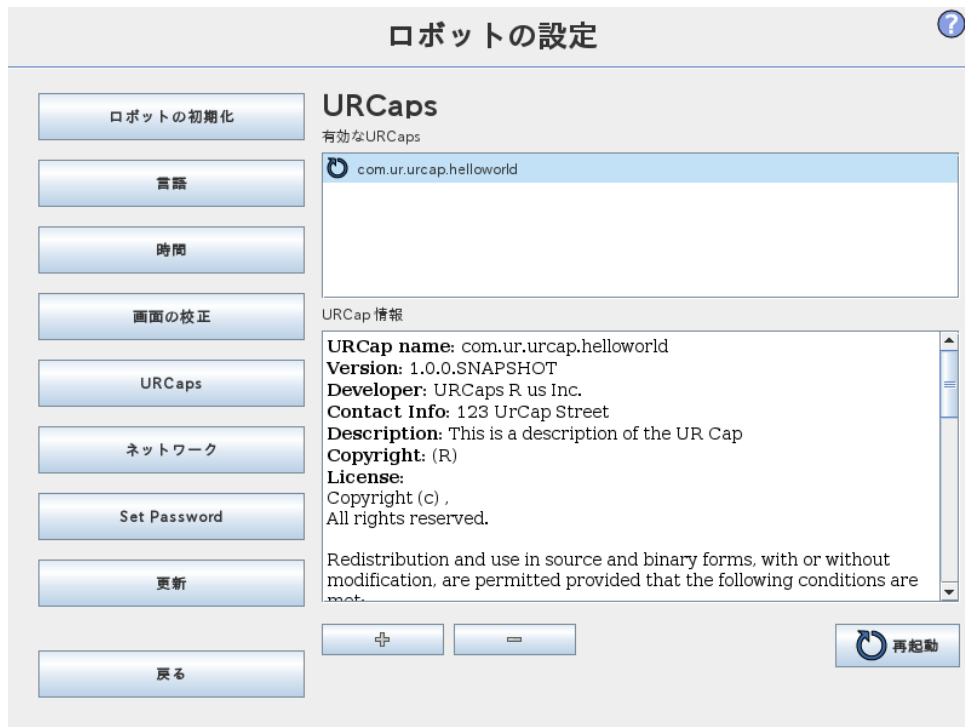 ロボットの設定
?
ロボットの初期化
言語
時間
画面の校正
URCaps
ネットワーク
Set Password
更新
戻る
URCaps
有効なURCaps
com.ur.urcap.helloworld
URCap 情報
URCap name: com.ur.urcap.helloworld
Version: 1.0.0.SNAPSHOT
Developer: URCaps R us Inc.
Contact Info: 123 UrCap Street
Description: This is a description of the UR Cap
Copyright: (R)
License:
Copyright (c) ,
All rights reserved.
Redistribution and use in source and binary forms, with or without
modification, are permitted provided that the following conditions are
met:
再起動